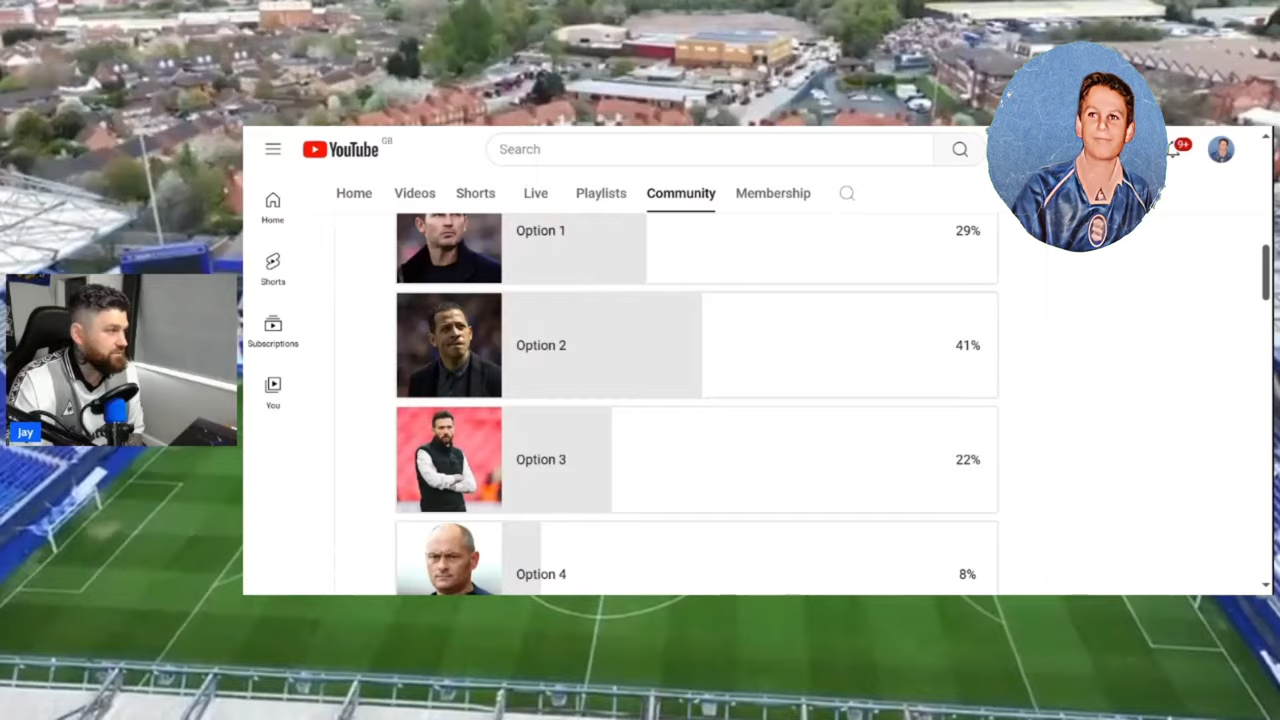 YouTube GB
Search
9+
Home Videos Shorts Live Playlists Community Membership
Home
Shorts
Subscriptions
You
Option 1 29%
Option 2 41%
Option 3 22%
Option 4 8%
Jay